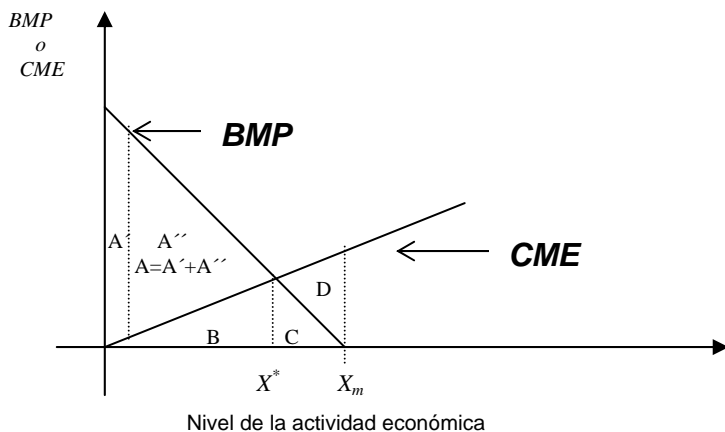 BMP
o
CME
BMP
A´ A´´
A=A´+A´´
CME
D
B C
X* Xm
Nivel de la actividad económica